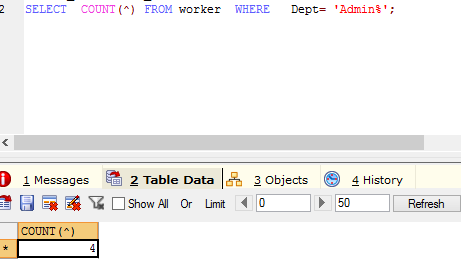 2 SELECT COUNT(^) FROM worker WHERE Dept= 'Admin%';
1 Messages 2 Table Data 3 Objects 4 History
Show All Or Limit 0 50 Refresh
COUNT(^)
* 4